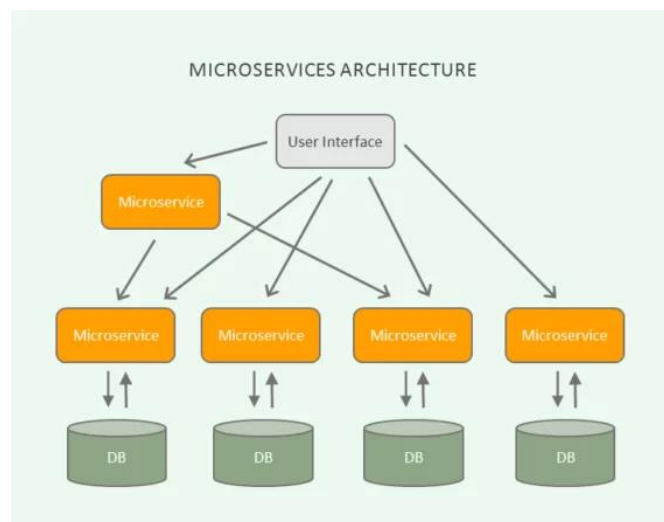 MICROSERVICES ARCHITECTURE
User Interface
Microservice
Microservice
Microservice
Microservice
Microservice
DB
DB
DB
DB